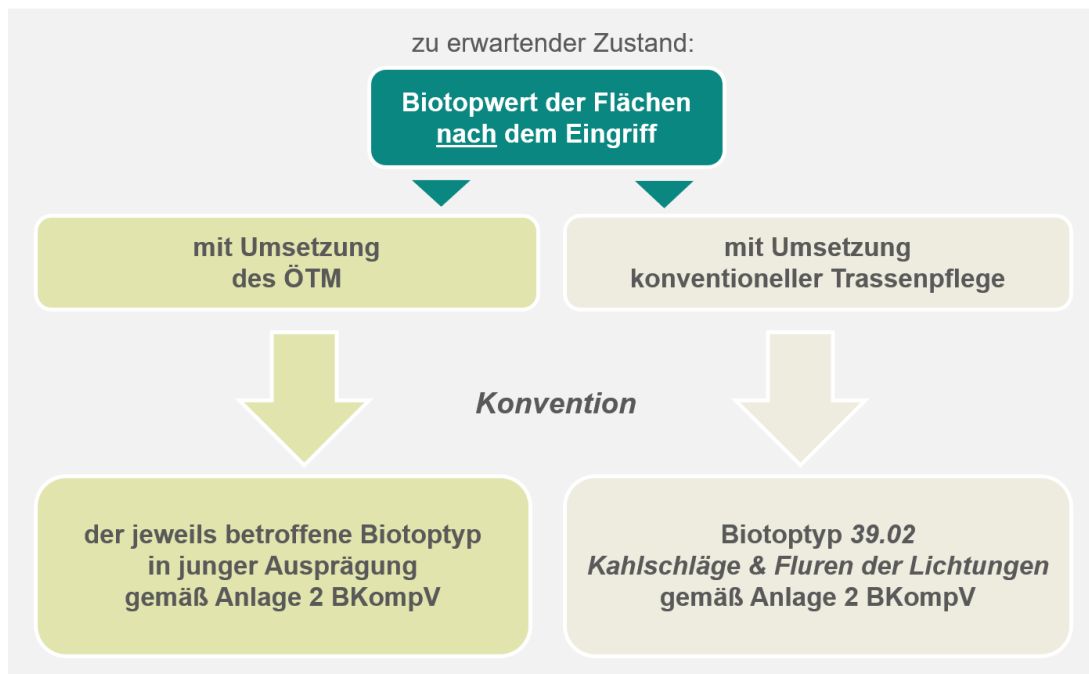 zu erwartender Zustand:
Biotopwert der Flächen
nach dem Eingriff
mit Umsetzung
des ÖTM
mit Umsetzung
konventioneller Trassenpflege
Konvention
der jeweils betroffene Biotoptyp
in junger Ausprägung
gemäß Anlage 2 BKompV
Biotoptyp 39.02
Kahlschläge & Fluren der Lichtungen
gemäß Anlage 2 BKompV